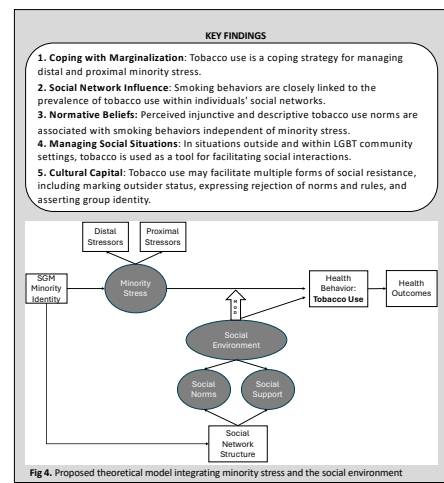 KEY FINDINGS
1. Coping with Marginalization: Tobacco use is a coping strategy for managing
distal and proximal minority stress.
2. Social Network Influence: Smoking behaviors are closely linked to the
prevalence of tobacco use within individuals' social networks.
3. Normative Beliefs: Perceived injunctive and descriptive tobacco use norms are
associated with smoking behaviors independent of minority stress.
4. Managing Social Situations: In situations outside and within LGBT community
settings, tobacco is used as a tool for facilitating social interactions.
5. Cultural Capital: Tobacco use may facilitate multiple forms of social resistance,
including marking outsider status, expressing rejection of norms and rules, and
asserting group identity.
Distal
Stressors
Proximal
Stressors
SGM
Minority
Identity
Minority
Stress
Health
Behavior:
Tobacco Use
Health
Outcomes
MOD
Social
Environment
Social
Norms
Social
Support
Social
Network
Structure
Fig 4. Proposed theoretical model integrating minority stress and the social environment